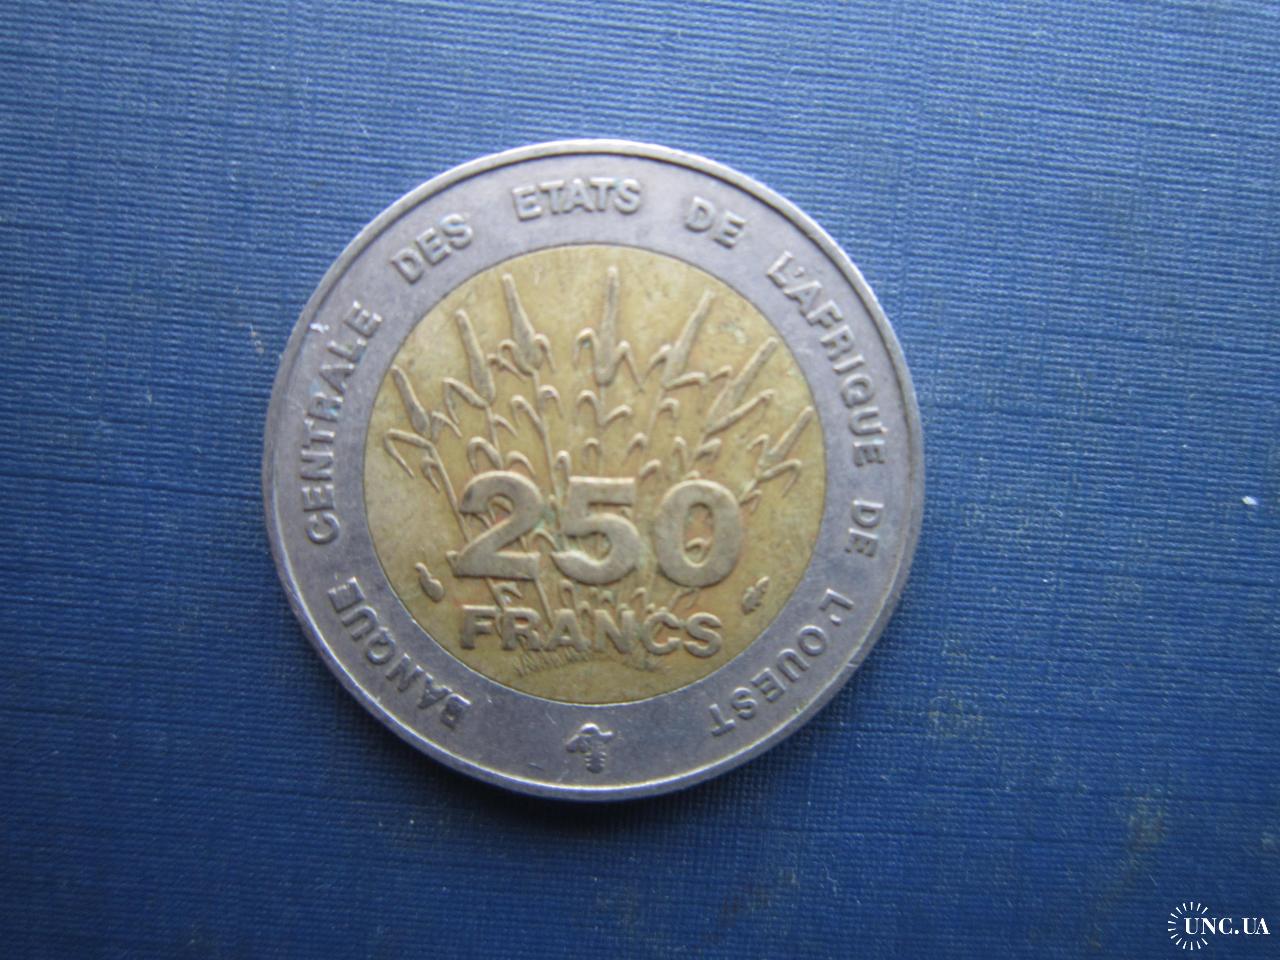 BANQUE CENTRALE DES ETATS DE L'AFRIQUE DE L'OUEST
250
FRANCS
UNC.UA